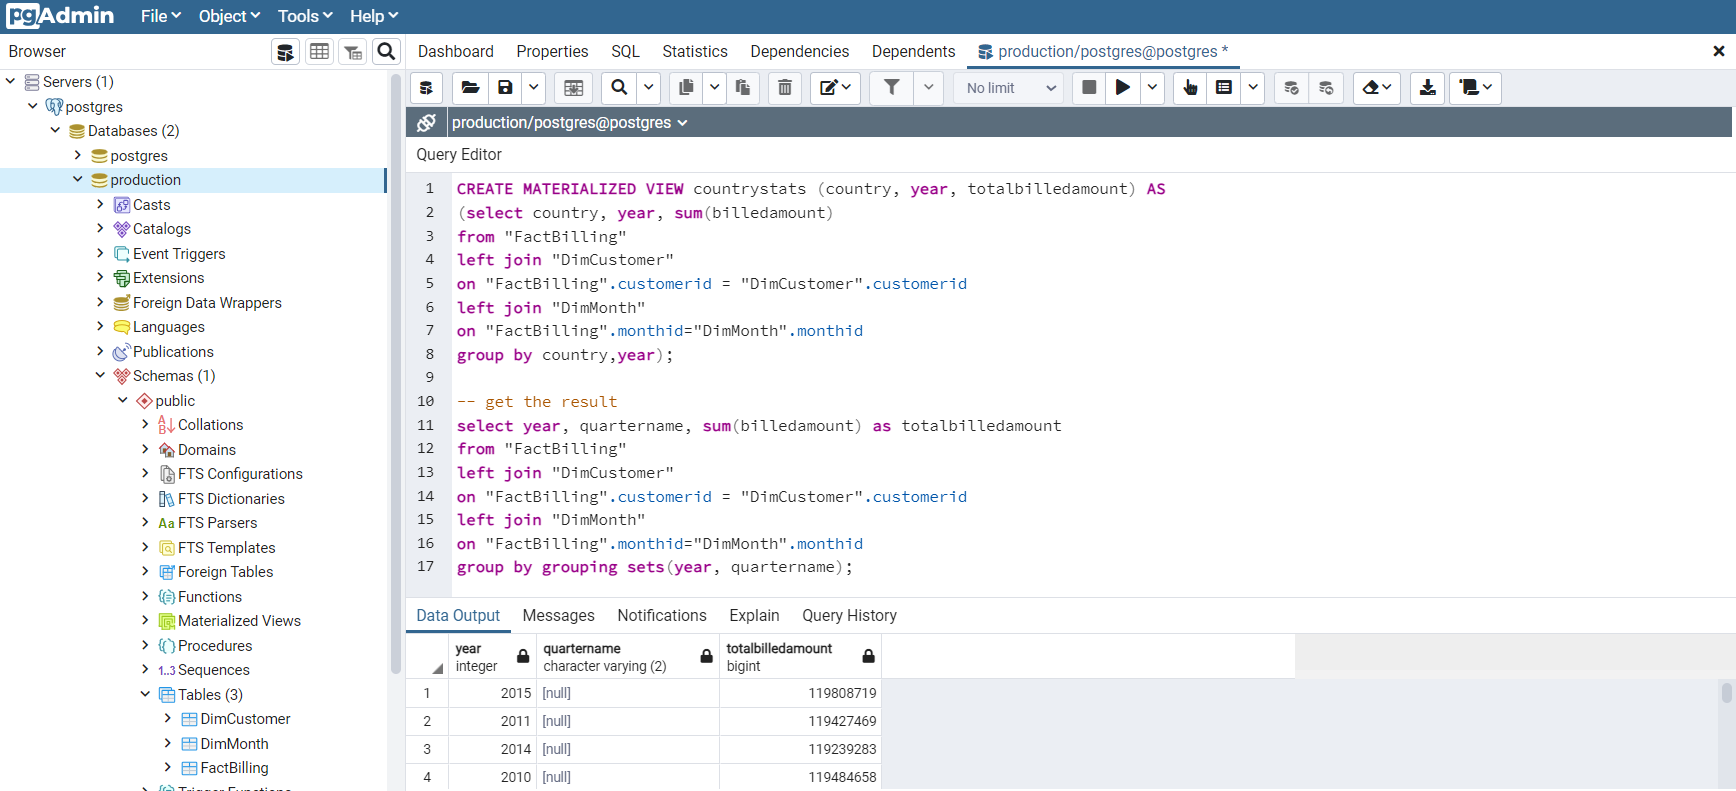 pgAdmin File Object Tools Help
Browser
Dashboard Properties SQL Statistics Dependencies Dependents production/postgres@postgres *
No limit
production/postgres@postgres
Servers (1)
postgres
Databases (2)
postgres
production
Casts
Catalogs
Event Triggers
Extensions
Foreign Data Wrappers
Languages
Publications
Schemas (1)
public
Collations
Domains
FTS Configurations
FTS Dictionaries
Aa FTS Parsers
FTS Templates
Foreign Tables
Functions
Materialized Views
Procedures
1..3 Sequences
Tables (3)
DimCustomer
DimMonth
FactBilling
Trigger Functions
Query Editor
1 CREATE MATERIALIZED VIEW countrystats (country, year, totalbilledamount) AS
2 (select country, year, sum(billedamount)
3 from "FactBilling"
4 left join "DimCustomer"
5 on "FactBilling".customerid = "DimCustomer".customerid
6 left join "DimMonth"
7 on "FactBilling".monthid="DimMonth".monthid
8 group by country,year);
9
10 -- get the result
11 select year, quartername, sum(billedamount) as totalbilledamount
12 from "FactBilling"
13 left join "DimCustomer"
14 on "FactBilling".customerid = "DimCustomer".customerid
15 left join "DimMonth"
16 on "FactBilling".monthid="DimMonth".monthid
17 group by grouping sets(year, quartername);
Data Output Messages Notifications Explain Query History
year quartername totalbilledamount
integer character varying (2) bigint
1 2015 [null] 119808719
2 2011 [null] 119427469
3 2014 [null] 119239283
4 2010 [null] 119484658